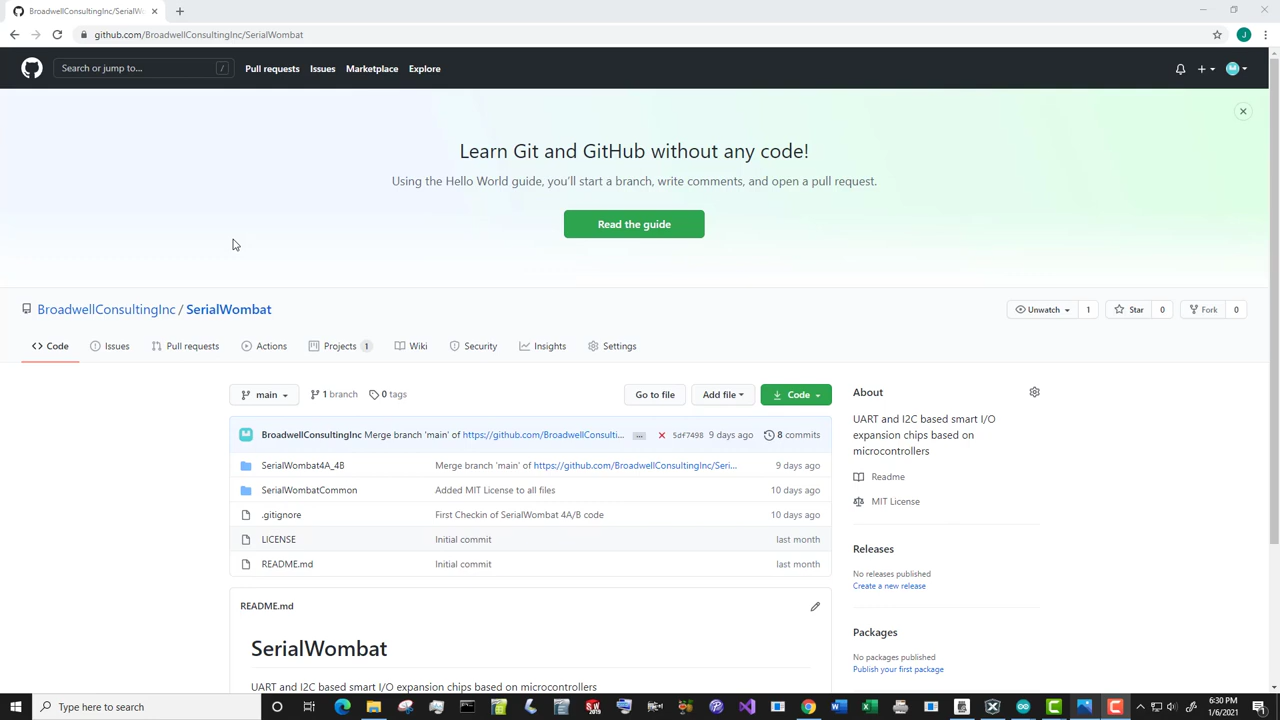 BroadwellConsultingInc/SerialW
github.com/BroadwellConsultingInc/SerialWombat
J
Search or jump to... /
Pull requests
Issues
Marketplace
Explore
Learn Git and GitHub without any code!
Using the Hello World guide, you'll start a branch, write comments, and open a pull request.
Read the guide
BroadwellConsultingInc / SerialWombat
Unwatch 1
Star 0
Fork 0
<> Code
Issues
Pull requests
Actions
Projects 1
Wiki
Security
Insights
Settings
main
1 branch
0 tags
Go to file
Add file
Code
BroadwellConsultingInc Merge branch 'main' of https://github.com/BroadwellConsulti... ... 5df7498 9 days ago 8 commits
SerialWombat4A_4B Merge branch 'main' of https://github.com/BroadwellConsultingInc/Seri... 9 days ago
SerialWombatCommon Added MIT License to all files 10 days ago
.gitignore First Checkin of SerialWombat 4A/B code 10 days ago
LICENSE Initial commit last month
README.md Initial commit last month
README.md
SerialWombat
UART and I2C based smart I/O expansion chips based on microcontrollers
About
UART and I2C based smart I/O
expansion chips based on
microcontrollers
Readme
MIT License
Releases
No releases published
Create a new release
Packages
No packages published
Publish your first package
Type here to search
6:30 PM
1/6/2021